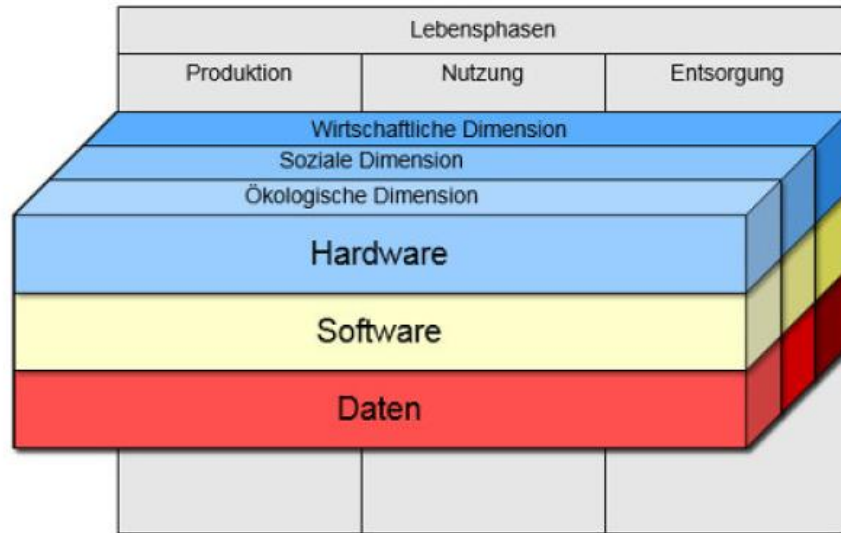 Lebensphasen
Produktion Nutzung Entsorgung
Wirtschaftliche Dimension
Soziale Dimension
Ökologische Dimension
Hardware
Software
Daten